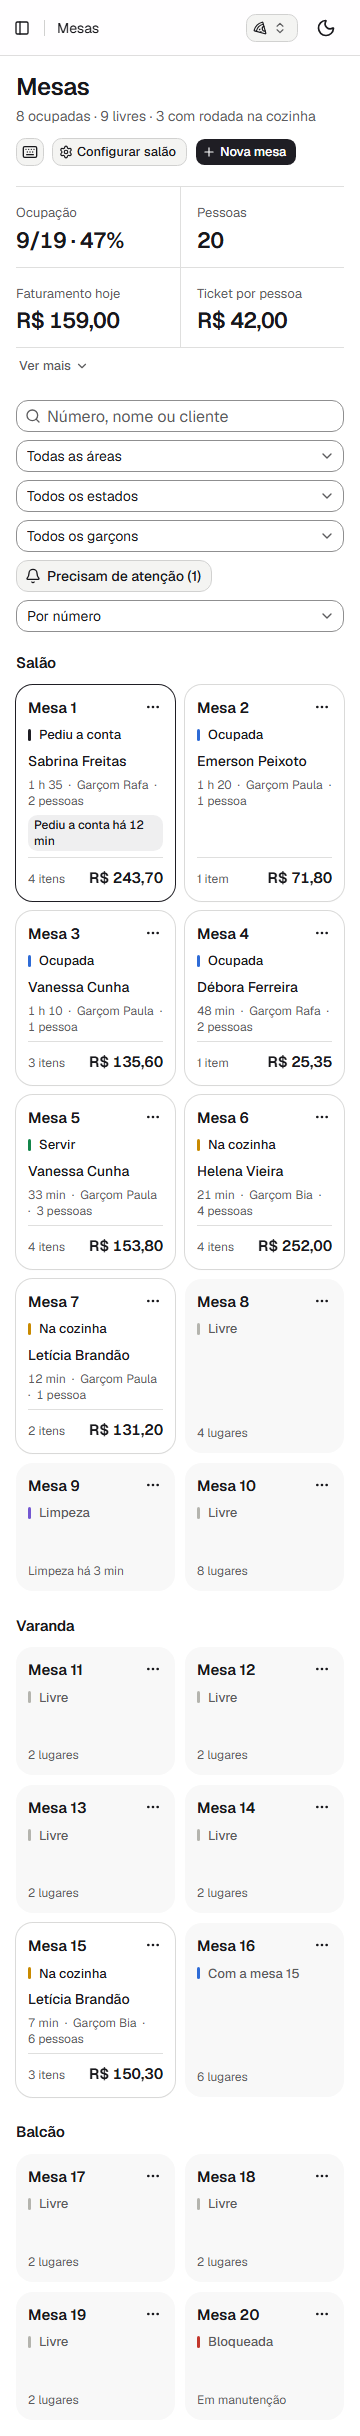 Mesas
Mesas
8 ocupadas · 9 livres · 3 com rodada na cozinha
Configurar salão
Nova mesa
Ocupação
9/19 · 47%
Pessoas
20
Faturamento hoje
R$ 159,00
Ticket por pessoa
R$ 42,00
Ver mais
Número, nome ou cliente
Todas as áreas
Todos os estados
Todos os garçons
Precisam de atenção (1)
Por número
Salão
Mesa 1
Pediu a conta
Sabrina Freitas
1 h 35 · Garçom Rafa ·
2 pessoas
Pediu a conta há 12
min
4 itens R$ 243,70
Mesa 2
Ocupada
Emerson Peixoto
1 h 20 · Garçom Paula ·
1 pessoa
1 item R$ 71,80
Mesa 3
Ocupada
Vanessa Cunha
1 h 10 · Garçom Paula ·
1 pessoa
3 itens R$ 135,60
Mesa 4
Ocupada
Débora Ferreira
48 min · Garçom Rafa ·
2 pessoas
1 item R$ 25,35
Mesa 5
Servir
Vanessa Cunha
33 min · Garçom Paula
· 3 pessoas
4 itens R$ 153,80
Mesa 6
Na cozinha
Helena Vieira
21 min · Garçom Bia ·
4 pessoas
4 itens R$ 252,00
Mesa 7
Na cozinha
Letícia Brandão
12 min · Garçom Paula
· 1 pessoa
2 itens R$ 131,20
Mesa 8
Livre
4 lugares
Mesa 9
Limpeza
Limpeza há 3 min
Mesa 10
Livre
8 lugares
Varanda
Mesa 11
Livre
2 lugares
Mesa 12
Livre
2 lugares
Mesa 13
Livre
2 lugares
Mesa 14
Livre
2 lugares
Mesa 15
Na cozinha
Letícia Brandão
7 min · Garçom Bia ·
6 pessoas
3 itens R$ 150,30
Mesa 16
Com a mesa 15
6 lugares
Balcão
Mesa 17
Livre
2 lugares
Mesa 18
Livre
2 lugares
Mesa 19
Livre
2 lugares
Mesa 20
Bloqueada
Em manutenção